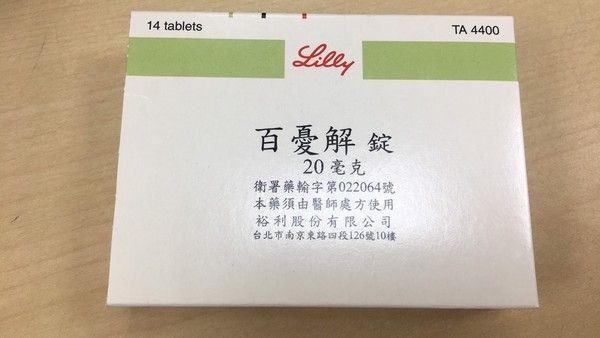 14 tablets
TA 4400
Lilly
百憂解 錠
20毫克
衛署藥輸字第022064號
本藥須由醫師處方使用
裕利股份有限公司
台北市南京東路四段126號10樓